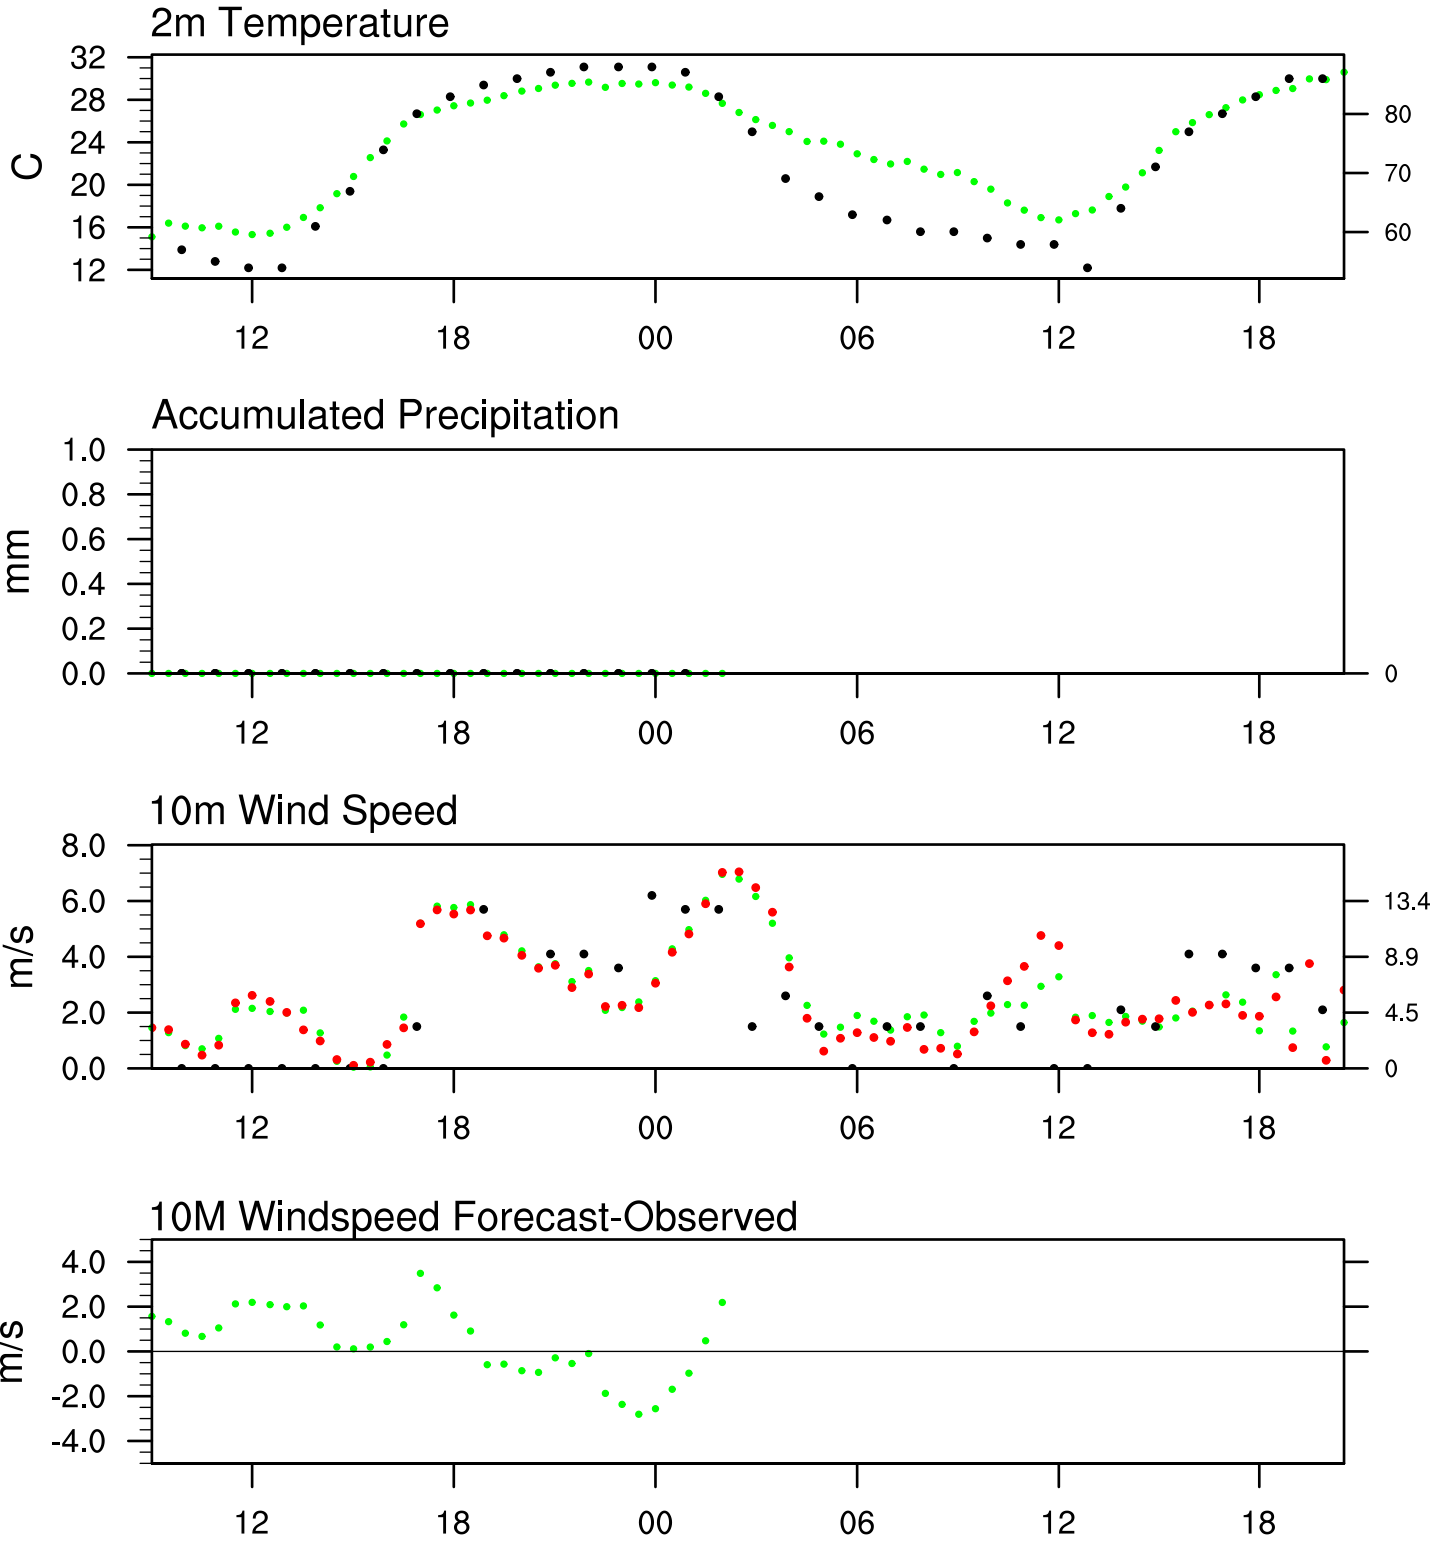 2m Temperature
32
28
24
20
16
12
C
80
70
60
12 18 00 06 12 18
Accumulated Precipitation
1.0
0.8
0.6
0.4
0.2
0.0
mm
0
12 18 00 06 12 18
10m Wind Speed
8.0
6.0
4.0
2.0
0.0
m/s
13.4
8.9
4.5
0
12 18 00 06 12 18
10M Windspeed Forecast-Observed
4.0
2.0
0.0
-2.0
-4.0
m/s
12 18 00 06 12 18